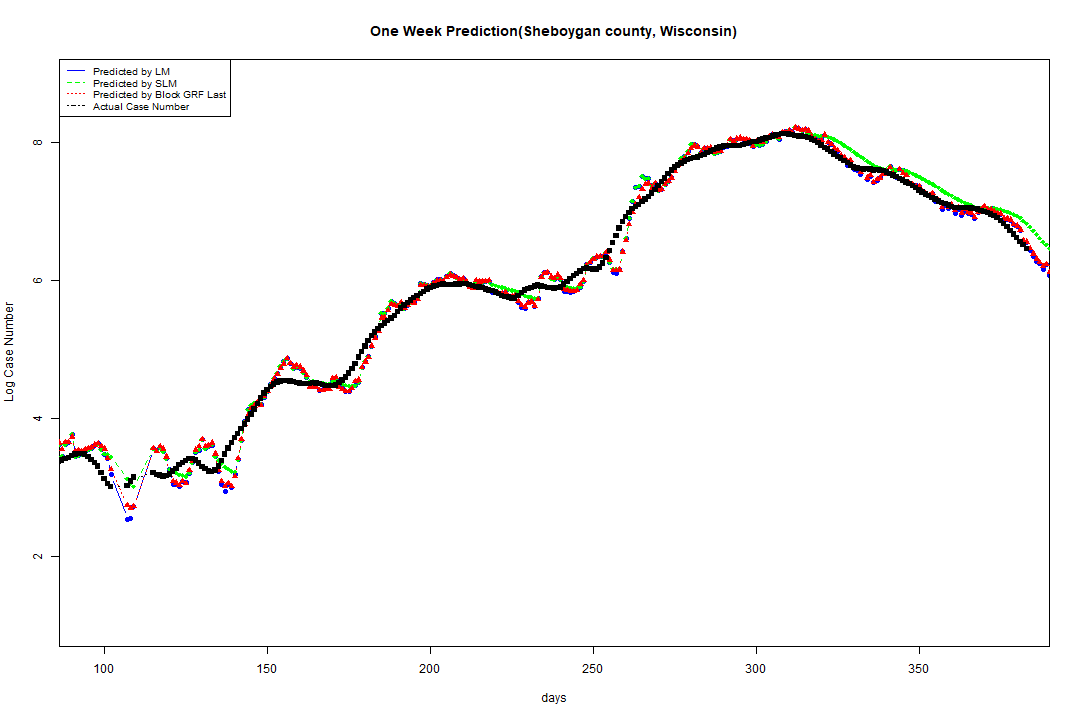 One Week Prediction(Sheboygan county, Wisconsin)
Predicted by LM
Predicted by SLM
Predicted by Block GRF Last
Actual Case Number
8
6
4
2
Log Case Number
100 150 200 250 300 350
days